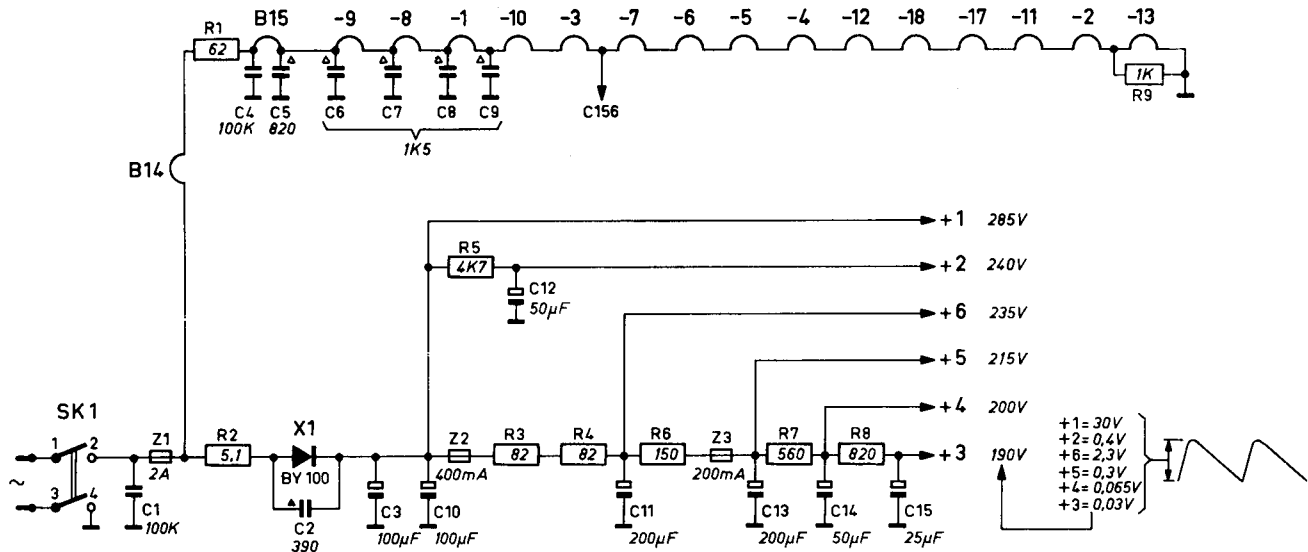 B15 -9 -8 -1 -10 -3 -7 -6 -5 -4 -12 -18 -17 -11 -2 -13
R1
62
1K
R9
C4 C5 C6 C7 C8 C9 C156
100K 820
1K5
B14
+1 285V
R5
4K7
+2 240V
C12
50µF
+6 235V
+5 215V
+4 200V
SK1
1 2
3 4
~
Z1
2A
R2
5,1
X1
BY 100
Z2
400mA
R3
82
R4
82
R6
150
Z3
200mA
R7
560
R8
820
+3 190V
C1
100K
C2
390
C3
100µF
C10
100µF
C11
200µF
C13
200µF
C14
50µF
C15
25µF
+1= 30V
+2= 0,4V
+6= 2,3V
+5= 0,3V
+4= 0,065V
+3= 0,03V